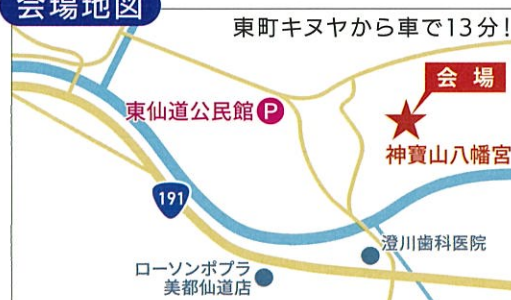 会場地図
東町キヌヤから車で13分!
会場
東仙道公民館 P
神寶山八幡宮
191
澄川歯科医院
ローソンポプラ
美都仙道店